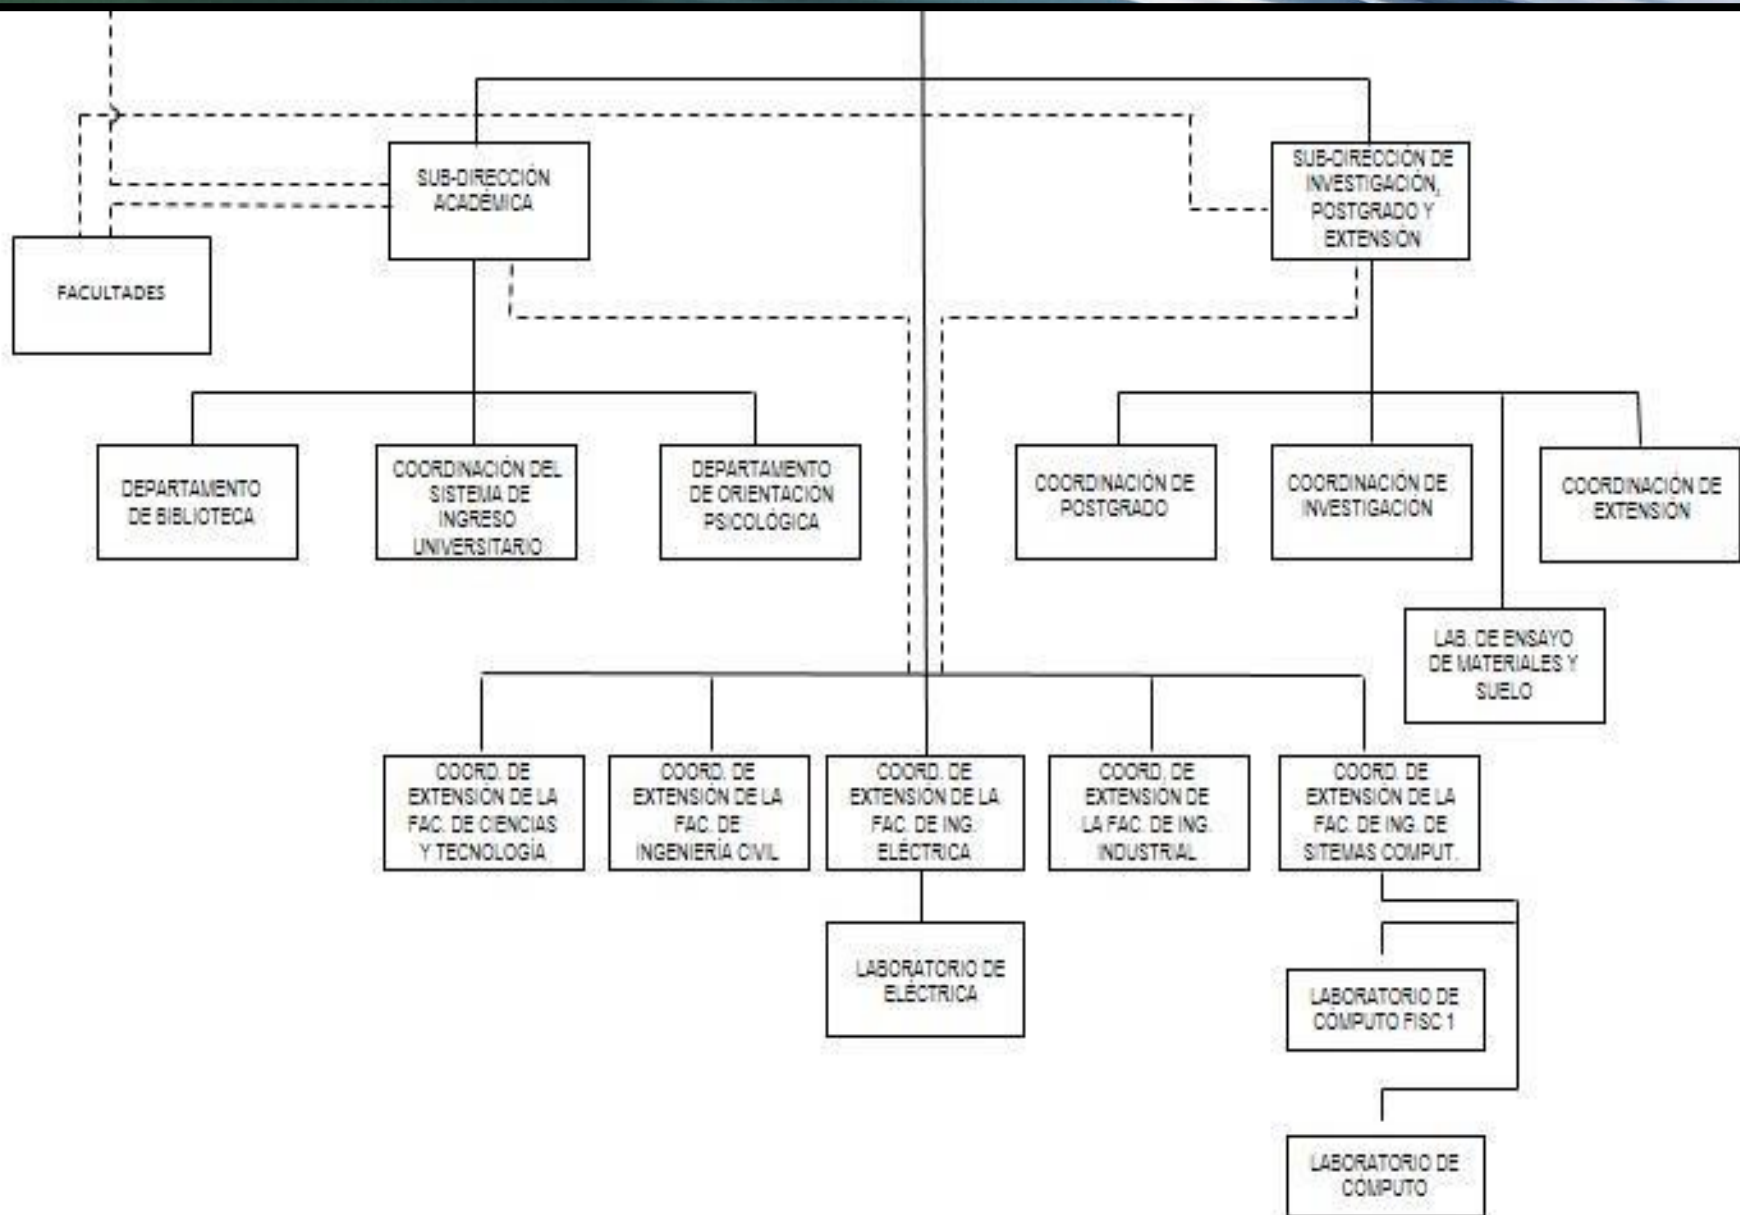 SUB-DIRECCIÓN
ACADÉMICA
SUB-DIRECCIÓN DE
INVESTIGACIÓN,
POSTGRADO Y
EXTENSIÓN
FACULTADES
DEPARTAMENTO
DE BIBLIOTECA
COORDINACIÓN DEL
SISTEMA DE
INGRESO
UNIVERSITARIO
DEPARTAMENTO
DE ORIENTACIÓN
PSICOLÓGICA
COORDINACIÓN DE
POSTGRADO
COORDINACIÓN DE
INVESTIGACIÓN
COORDINACIÓN DE
EXTENSIÓN
LAB. DE ENSAYO
DE MATERIALES Y
SUELO
COORD. DE
EXTENSIÓN DE LA
FAC. DE CIENCIAS
Y TECNOLOGÍA
COORD. DE
EXTENSIÓN DE LA
FAC. DE
INGENIERÍA CIVIL
COORD. DE
EXTENSIÓN DE LA
FAC. DE ING.
ELÉCTRICA
COORD. DE
EXTENSIÓN DE
LA FAC. DE ING.
INDUSTRIAL
COORD. DE
EXTENSIÓN DE LA
FAC. DE ING. DE
SITEMAS COMPUT.
LABORATORIO DE
ELÉCTRICA
LABORATORIO DE
CÓMPUTO FISC 1
LABORATORIO DE
CÓMPUTO